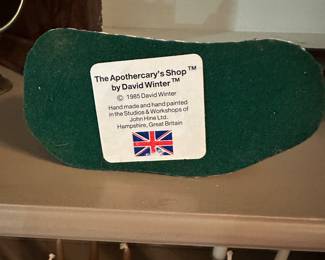 The Apothercary's Shop™
by David Winter™
© 1985 David Winter
Hand made and hand painted
in the Studios & Workshops of
John Hine Ltd.
Hampshire, Great Britain